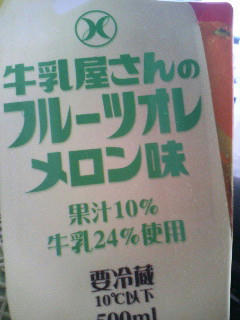 牛乳屋さんの
フルーツオレ
メロン味
果汁10%
牛乳24%使用
要冷蔵
10℃以下
500ml